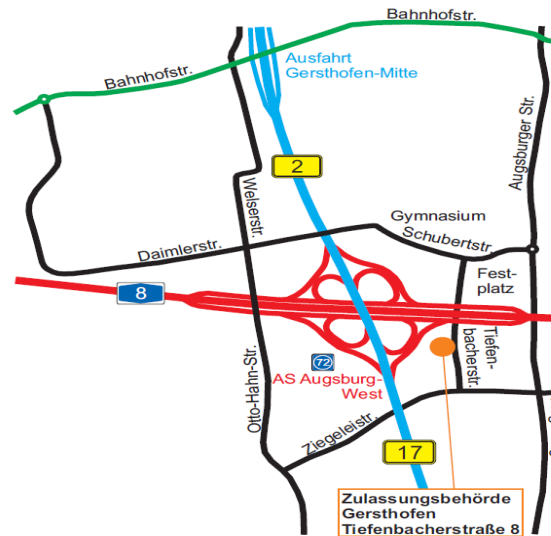 Bahnhofstr.
Bahnhofstr.
Ausfahrt
Gersthofen-Mitte
Augsburger Str.
2
Welserstr.
Gymnasium
Schubertstr.
Daimlerstr.
Fest-
platz
8
Tiefen-
bacherstr.
72
AS Augsburg-
West
Otto-Hahn-Str.
Ziegeleistr.
17
Zulassungsbehörde
Gersthofen
Tiefenbacherstraße 8